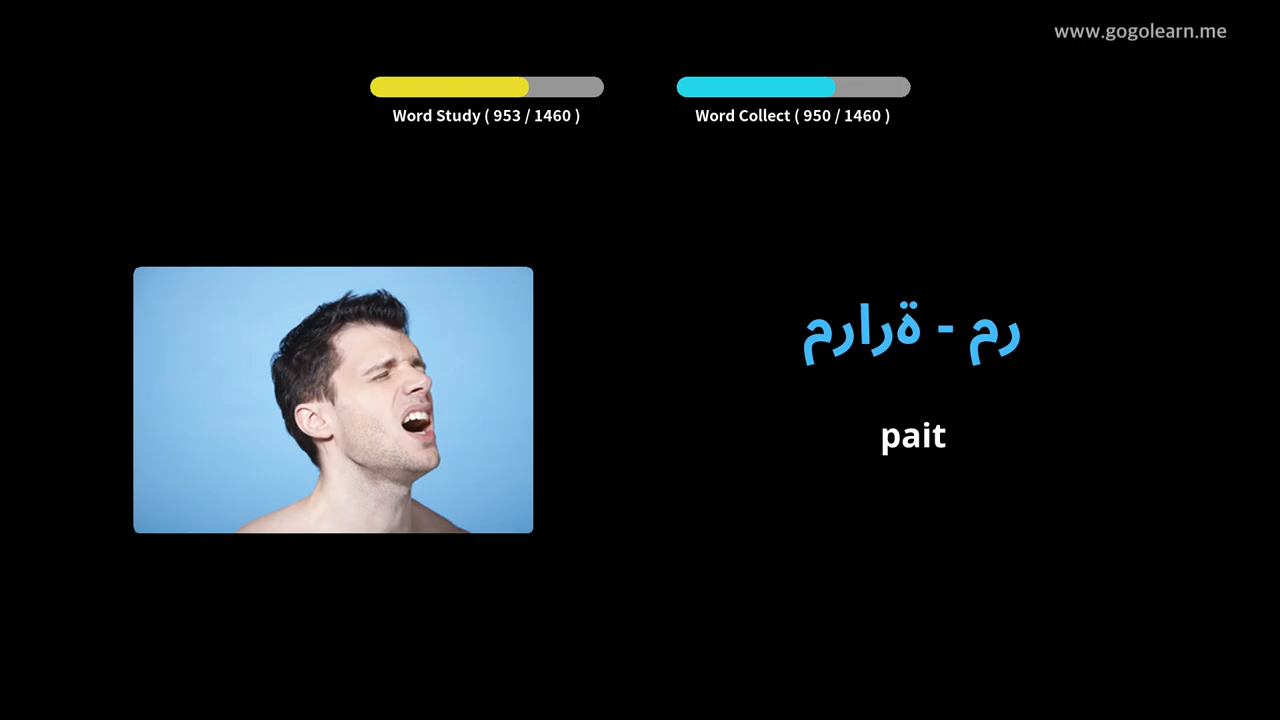 www.gogolearn.me
Word Study ( 953 / 1460 )
Word Collect ( 950 / 1460 )
مرارة - مر
pait